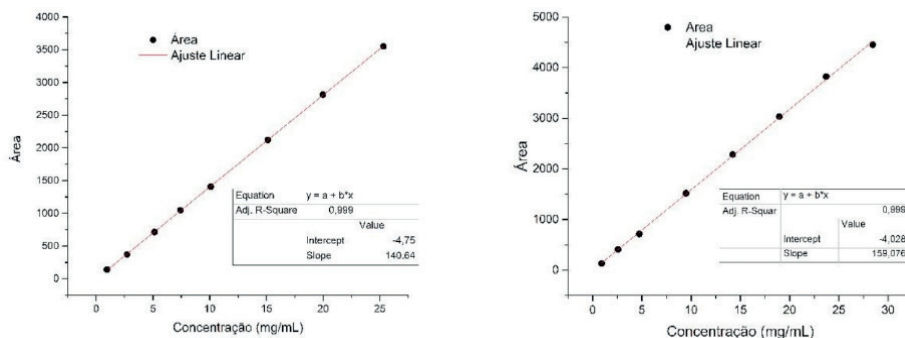 Área
Ajuste Linear
4000
3500
3000
2500
2000
1500
1000
500
0
Área
Equation y = a + b*x
Adj. R-Square 0,999
Value
Intercept -4,75
Slope 140.64
0 5 10 15 20 25
Concentração (mg/mL)
Área
Ajuste Linear
5000
4000
3000
2000
1000
0
Área
Equation y = a + b*x
Adj. R-Squar 0,999
Value
Intercept -4,028
Slope 159,076
0 5 10 15 20 25 30
Concentração (mg/mL)